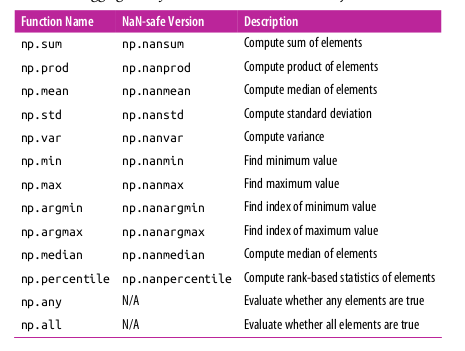 Function Name NaN-safe Version Description
np.sum np.nansum Compute sum of elements
np.prod np.nanprod Compute product of elements
np.mean np.nanmean Compute median of elements
np.std np.nanstd Compute standard deviation
np.var np.nanvar Compute variance
np.min np.nanmin Find minimum value
np.max np.nanmax Find maximum value
np.argmin np.nanargmin Find index of minimum value
np.argmax np.nanargmax Find index of maximum value
np.median np.nanmedian Compute median of elements
np.percentile np.nanpercentile Compute rank-based statistics of elements
np.any N/A Evaluate whether any elements are true
np.all N/A Evaluate whether all elements are true